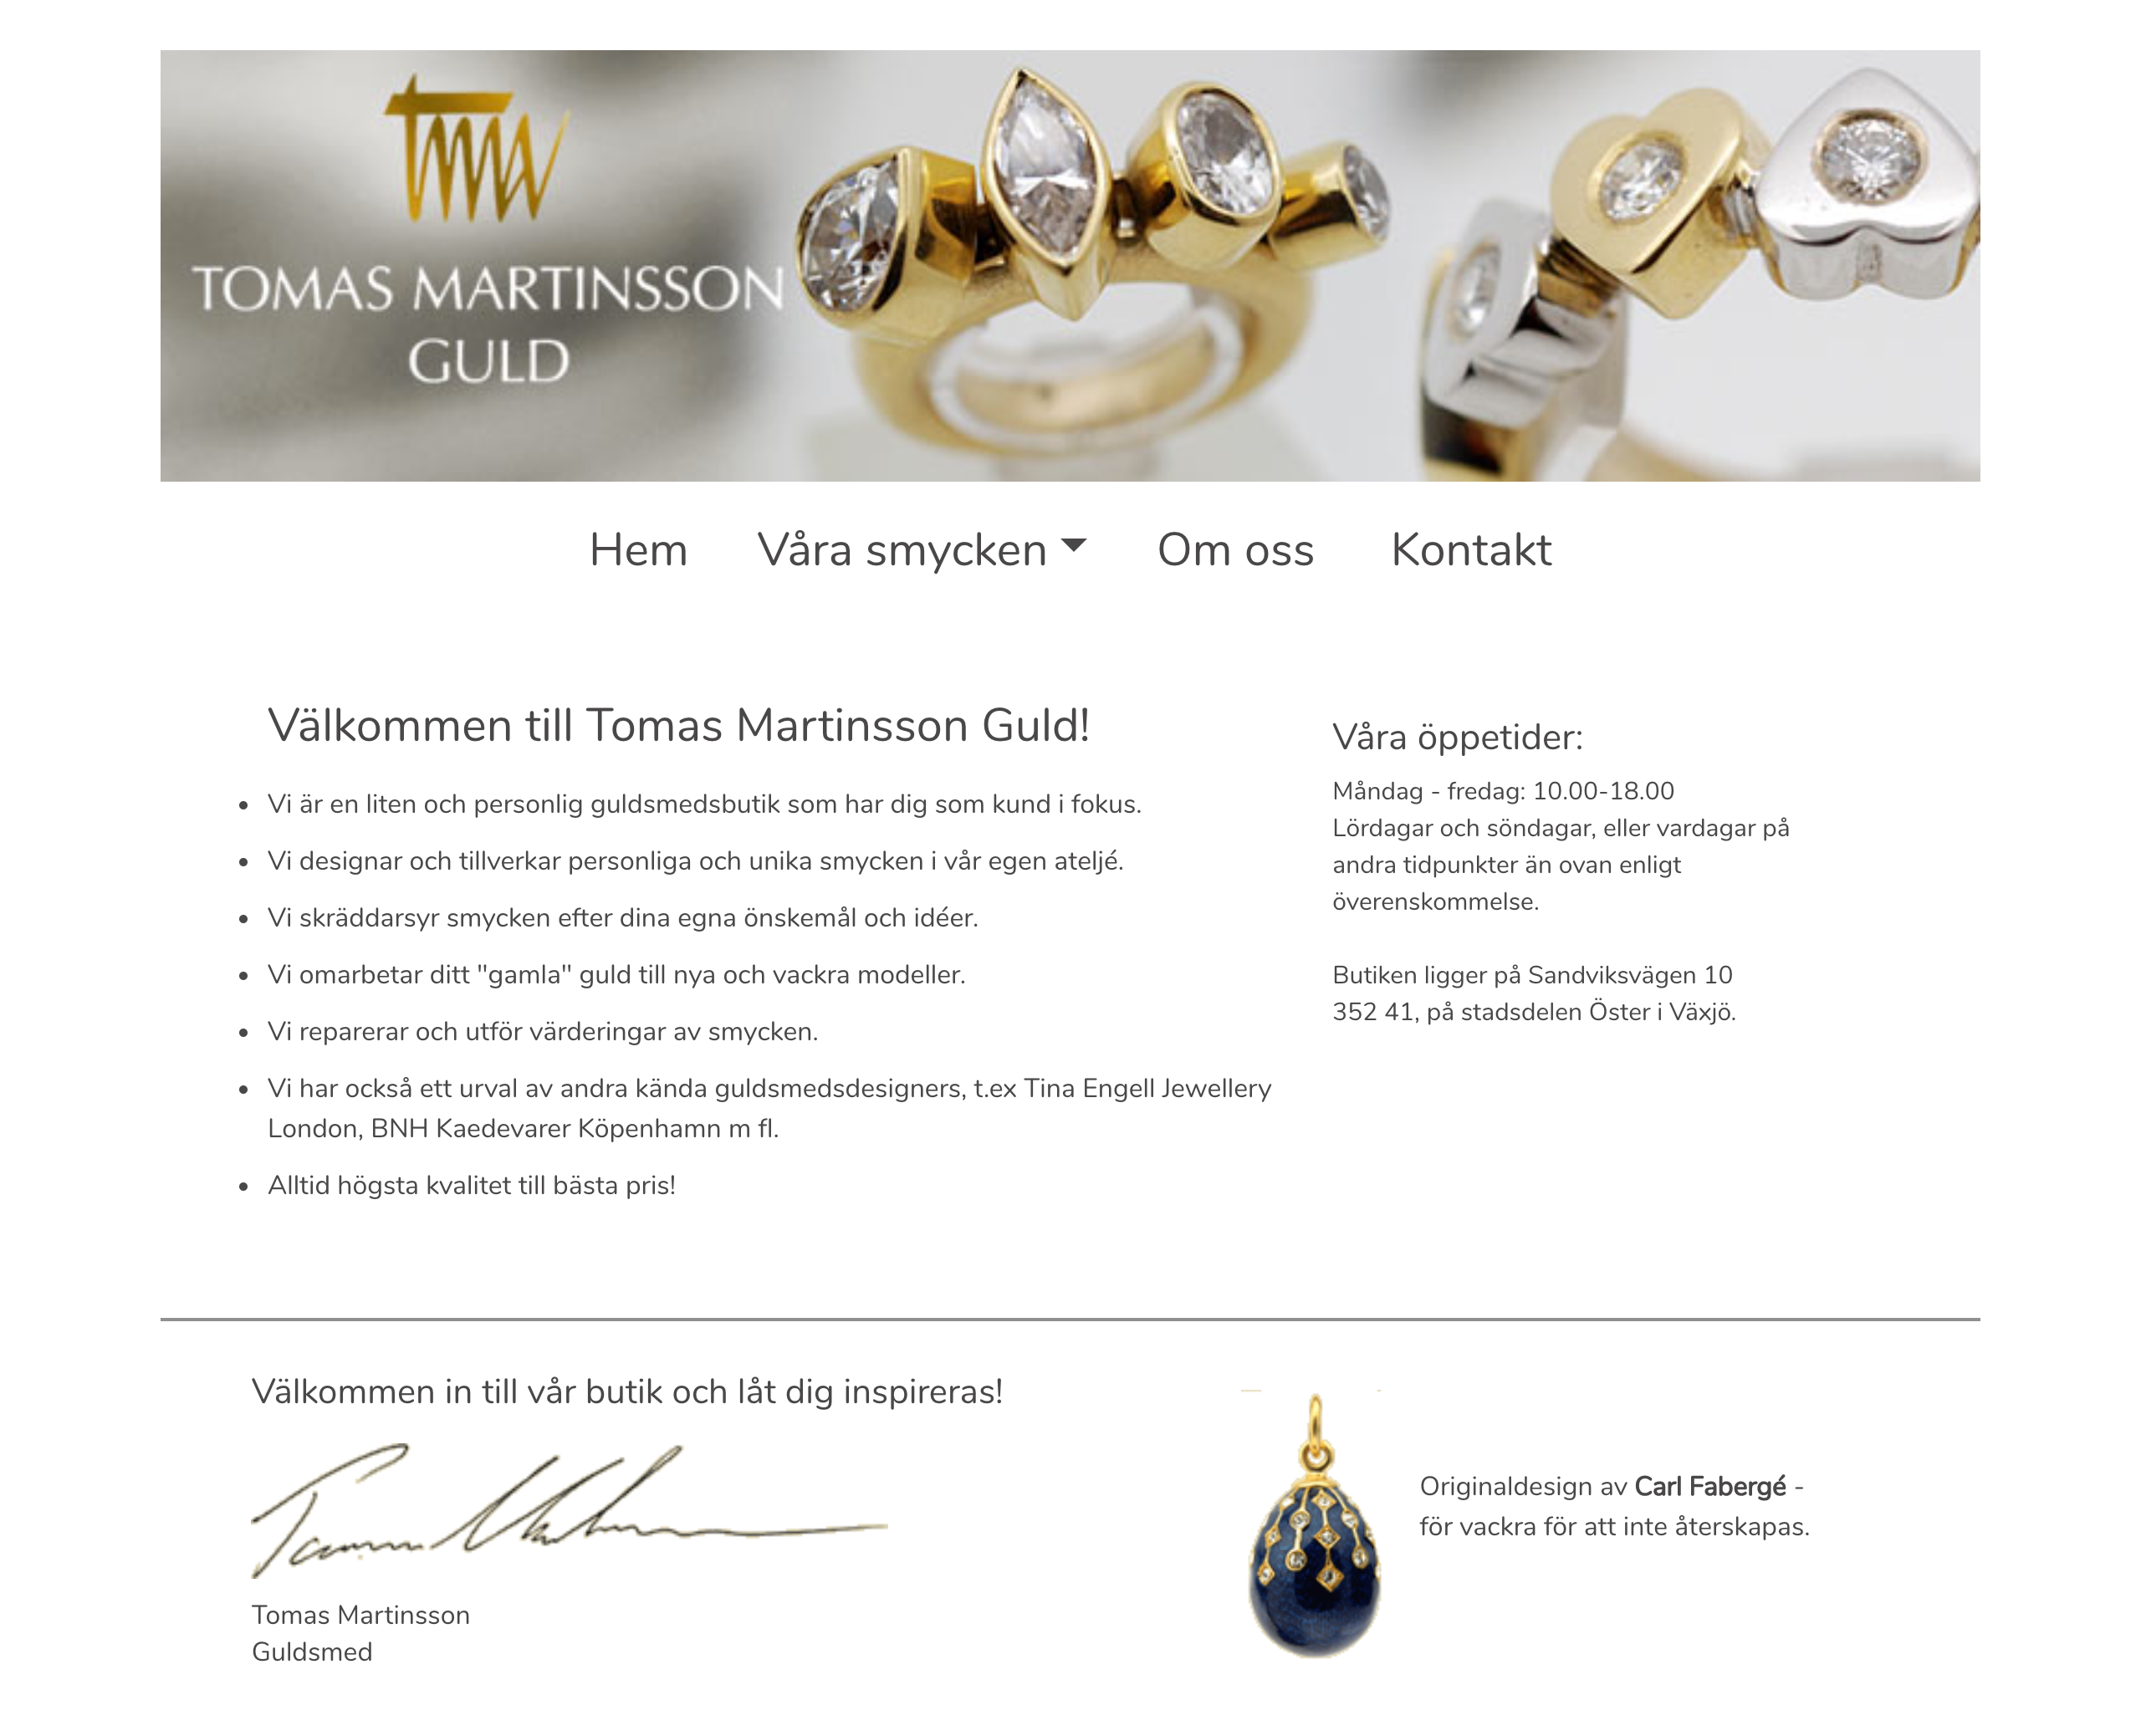 tmw
TOMAS MARTINSSON
GULD
Hem
Våra smycken
Om oss
Kontakt
Välkommen till Tomas Martinsson Guld!
Vi är en liten och personlig guldsmedsbutik som har dig som kund i fokus.
Vi designar och tillverkar personliga och unika smycken i vår egen ateljé.
Vi skräddarsyr smycken efter dina egna önskemål och idéer.
Vi omarbetar ditt "gamla" guld till nya och vackra modeller.
Vi reparerar och utför värderingar av smycken.
Vi har också ett urval av andra kända guldsmedsdesigners, t.ex Tina Engell Jewellery
London, BNH Kaedevarer Köpenhamn m fl.
Alltid högsta kvalitet till bästa pris!
Våra öppetider:
Måndag - fredag: 10.00-18.00
Lördagar och söndagar, eller vardagar på
andra tidpunkter än ovan enligt
överenskommelse.
Butiken ligger på Sandviksvägen 10
352 41, på stadsdelen Öster i Växjö.
Välkommen in till vår butik och låt dig inspireras!
Tomas Martinsson
Guldsmed
Originaldesign av Carl Fabergé -
för vackra för att inte återskapas.